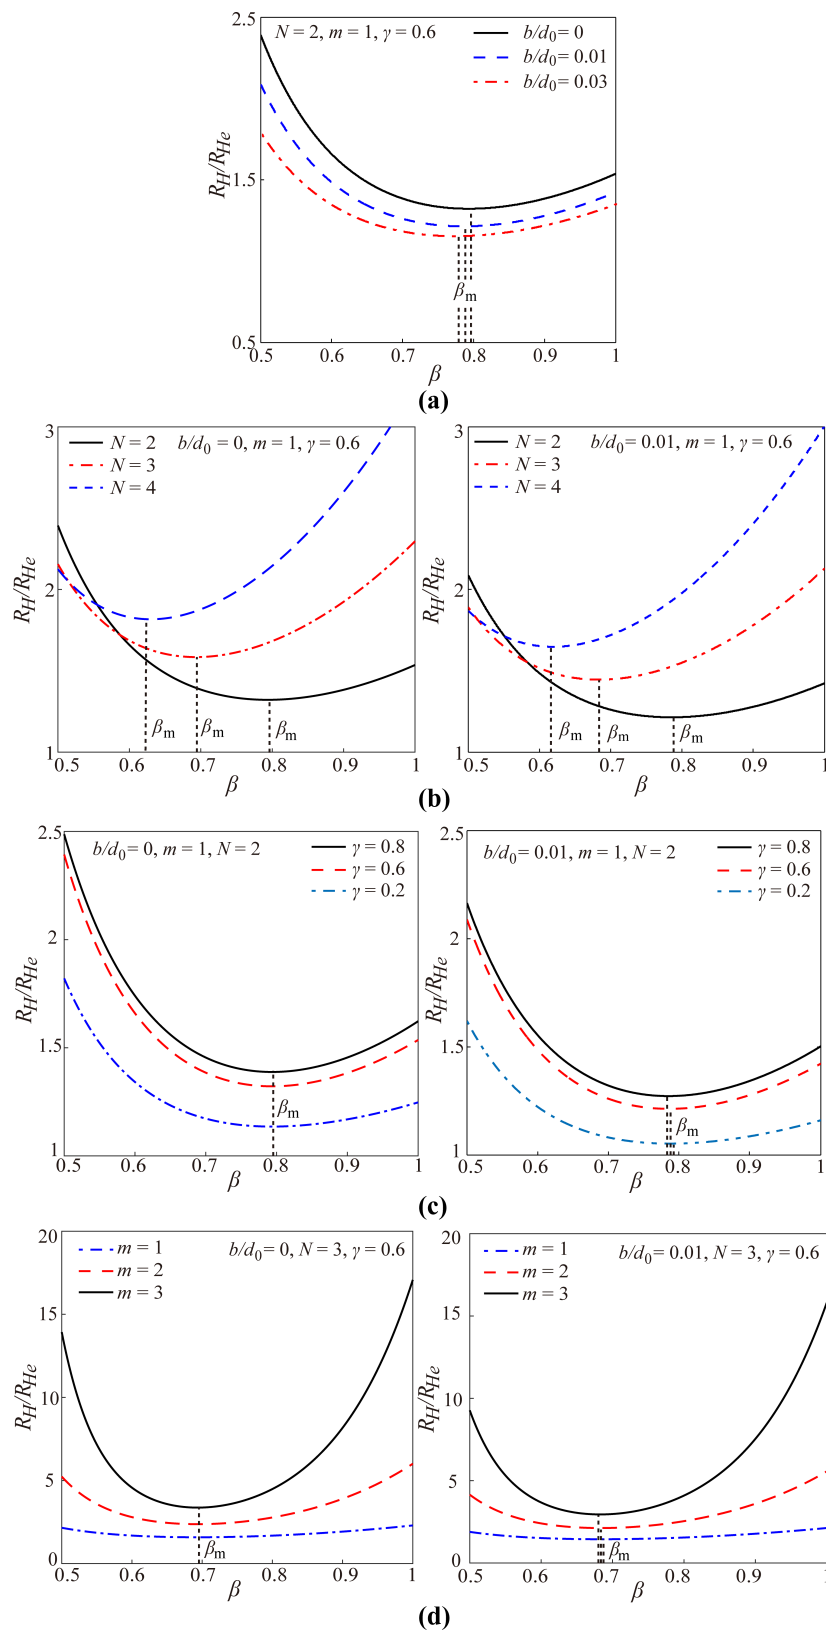 N = 2, m = 1, γ = 0.6
b/d0 = 0
b/d0 = 0.01
b/d0 = 0.03
2.5
1.5
0.5
RH/RHe
βm
0.5 0.6 0.7 0.8 0.9 1
β
(a)
N = 2
N = 3
N = 4
b/d0 = 0, m = 1, γ = 0.6
3
2
1
RH/RHe
βm βm βm
0.5 0.6 0.7 0.8 0.9 1
β
N = 2
N = 3
N = 4
b/d0 = 0.01, m = 1, γ = 0.6
3
2
1
RH/RHe
βm βm βm
0.5 0.6 0.7 0.8 0.9 1
β
(b)
b/d0 = 0, m = 1, N = 2
γ = 0.8
γ = 0.6
γ = 0.2
2.5
2
1.5
1
RH/RHe
βm
0.5 0.6 0.7 0.8 0.9 1
β
b/d0 = 0.01, m = 1, N = 2
γ = 0.8
γ = 0.6
γ = 0.2
2.5
2
1.5
1
RH/RHe
βm
0.5 0.6 0.7 0.8 0.9 1
β
(c)
m = 1
m = 2
m = 3
b/d0 = 0, N = 3, γ = 0.6
20
15
10
5
0
RH/RHe
βm
0.5 0.6 0.7 0.8 0.9 1
β
m = 1
m = 2
m = 3
b/d0 = 0.01, N = 3, γ = 0.6
20
15
10
5
0
RH/RHe
βm
0.5 0.6 0.7 0.8 0.9 1
β
(d)